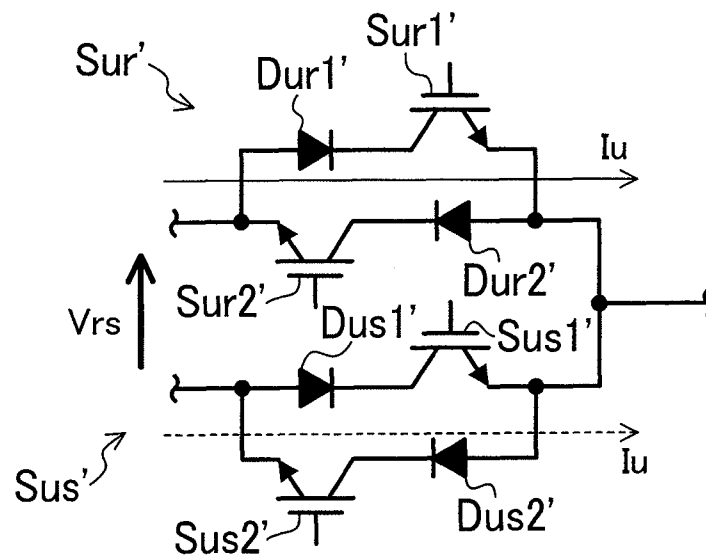 Sur1'
Sur'
Dur1'
Iu
Sur2'
Dur2'
Vrs
Dus1'
Sus1'
Iu
Sus'
Sus2'
Dus2'